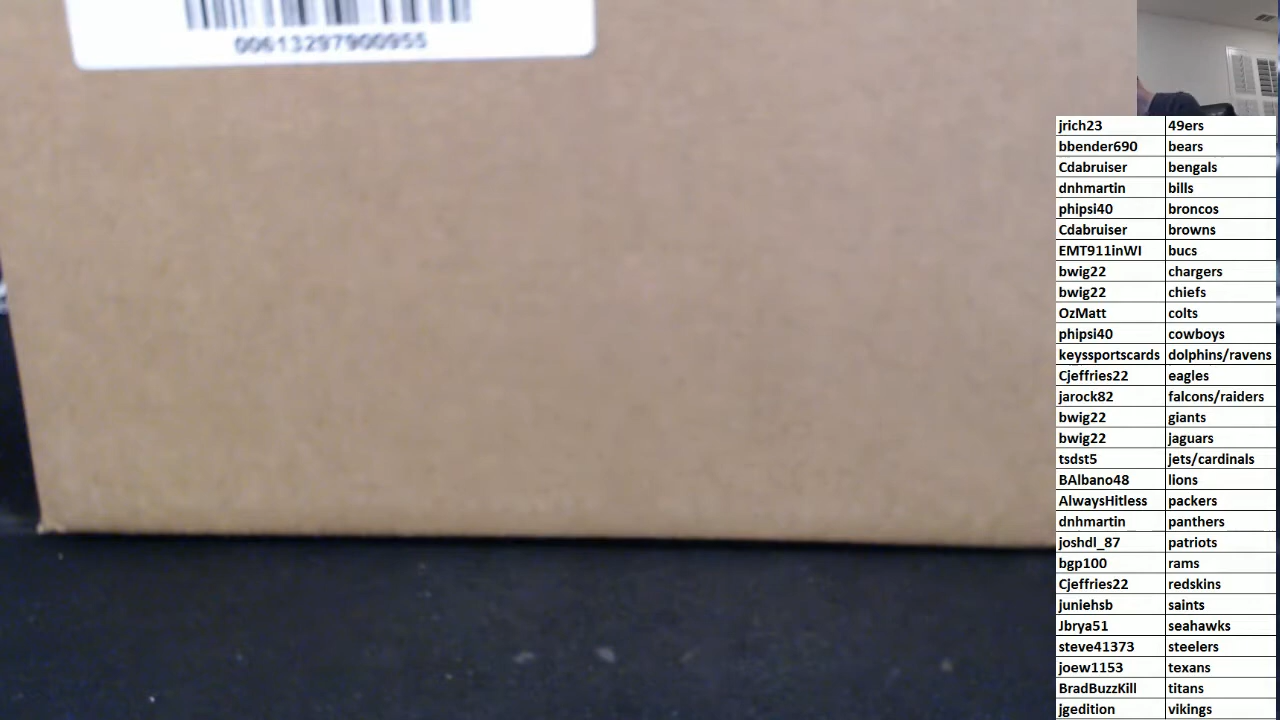 00613297900955
jrich23 49ers
bbender690 bears
Cdabruiser bengals
dnhmartin bills
phipsi40 broncos
Cdabruiser browns
EMT911inWI bucs
bwig22 chargers
bwig22 chiefs
OzMatt colts
phipsi40 cowboys
keyssportscards dolphins/ravens
Cjeffries22 eagles
jarock82 falcons/raiders
bwig22 giants
bwig22 jaguars
tsdst5 jets/cardinals
BAlbano48 lions
AlwaysHitless packers
dnhmartin panthers
joshdl_87 patriots
bgp100 rams
Cjeffries22 redskins
juniehsb saints
Jbrya51 seahawks
steve41373 steelers
joew1153 texans
BradBuzzKill titans
jgedition vikings